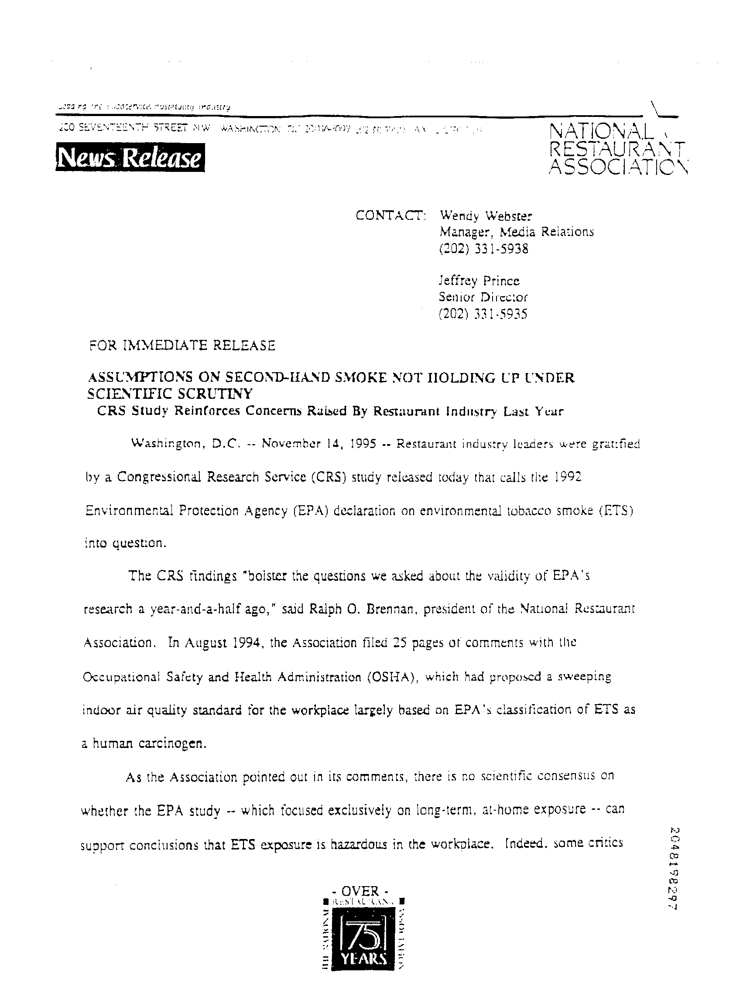 Leading the Foodservice/Hospitality Industry
200 SEVENTEENTH STREET NW WASHINGTON
News Release
NATIONAL
RESTAURANT
ASSOCIATION
CONTACT: Wendy Webster
Manager, Media Relations
(202) 331-5938
Jeffrey Prince
Senior Director
(202) 331-5935
FOR IMMEDIATE RELEASE
ASSUMPTIONS ON SECOND-HAND SMOKE NOT HOLDING UP UNDER
SCIENTIFIC SCRUTINY
CRS Study Reinforces Concerns Raised By Restaurant Industry Last Year
Washington, D.C. -- November 14, 1995 -- Restaurant industry leaders were gratified
by a Congressional Research Service (CRS) study released today that calls the 1992
Environmental Protection Agency (EPA) declaration on environmental tobacco smoke (ETS)
into question.
The CRS findings "bolster the questions we asked about the validity of EPA's
research a year-and-a-half ago," said Ralph O. Brennan, president of the National Restaurant
Association. In August 1994, the Association filed 25 pages of comments with the
Occupational Safety and Health Administration (OSHA), which had proposed a sweeping
indoor air quality standard for the workplace largely based on EPA's classification of ETS as
a human carcinogen.
As the Association pointed out in its comments, there is no scientific consensus on
whether the EPA study -- which focused exclusively on long-term, at-home exposure -- can
support conclusions that ETS exposure is hazardous in the workplace. Indeed, some critics
- OVER -
THE NATIONAL
RESTAURANT
ASSOCIATION
75
YEARS
2048198297